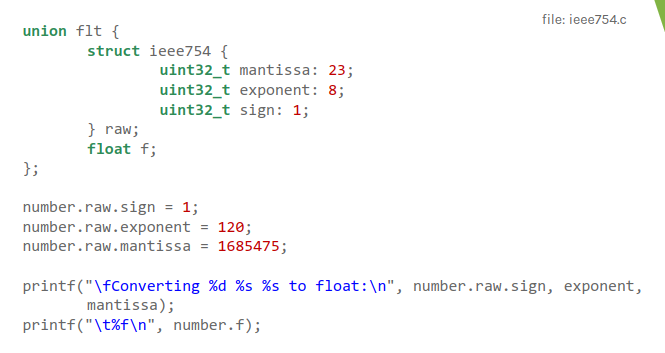 file: ieee754.c
union flt {
struct ieee754 {
uint32_t mantissa: 23;
uint32_t exponent: 8;
uint32_t sign: 1;
} raw;
float f;
};
number.raw.sign = 1;
number.raw.exponent = 120;
number.raw.mantissa = 1685475;
printf("\fConverting %d %s %s to float:\n", number.raw.sign, exponent,
mantissa);
printf("\t%f\n", number.f);